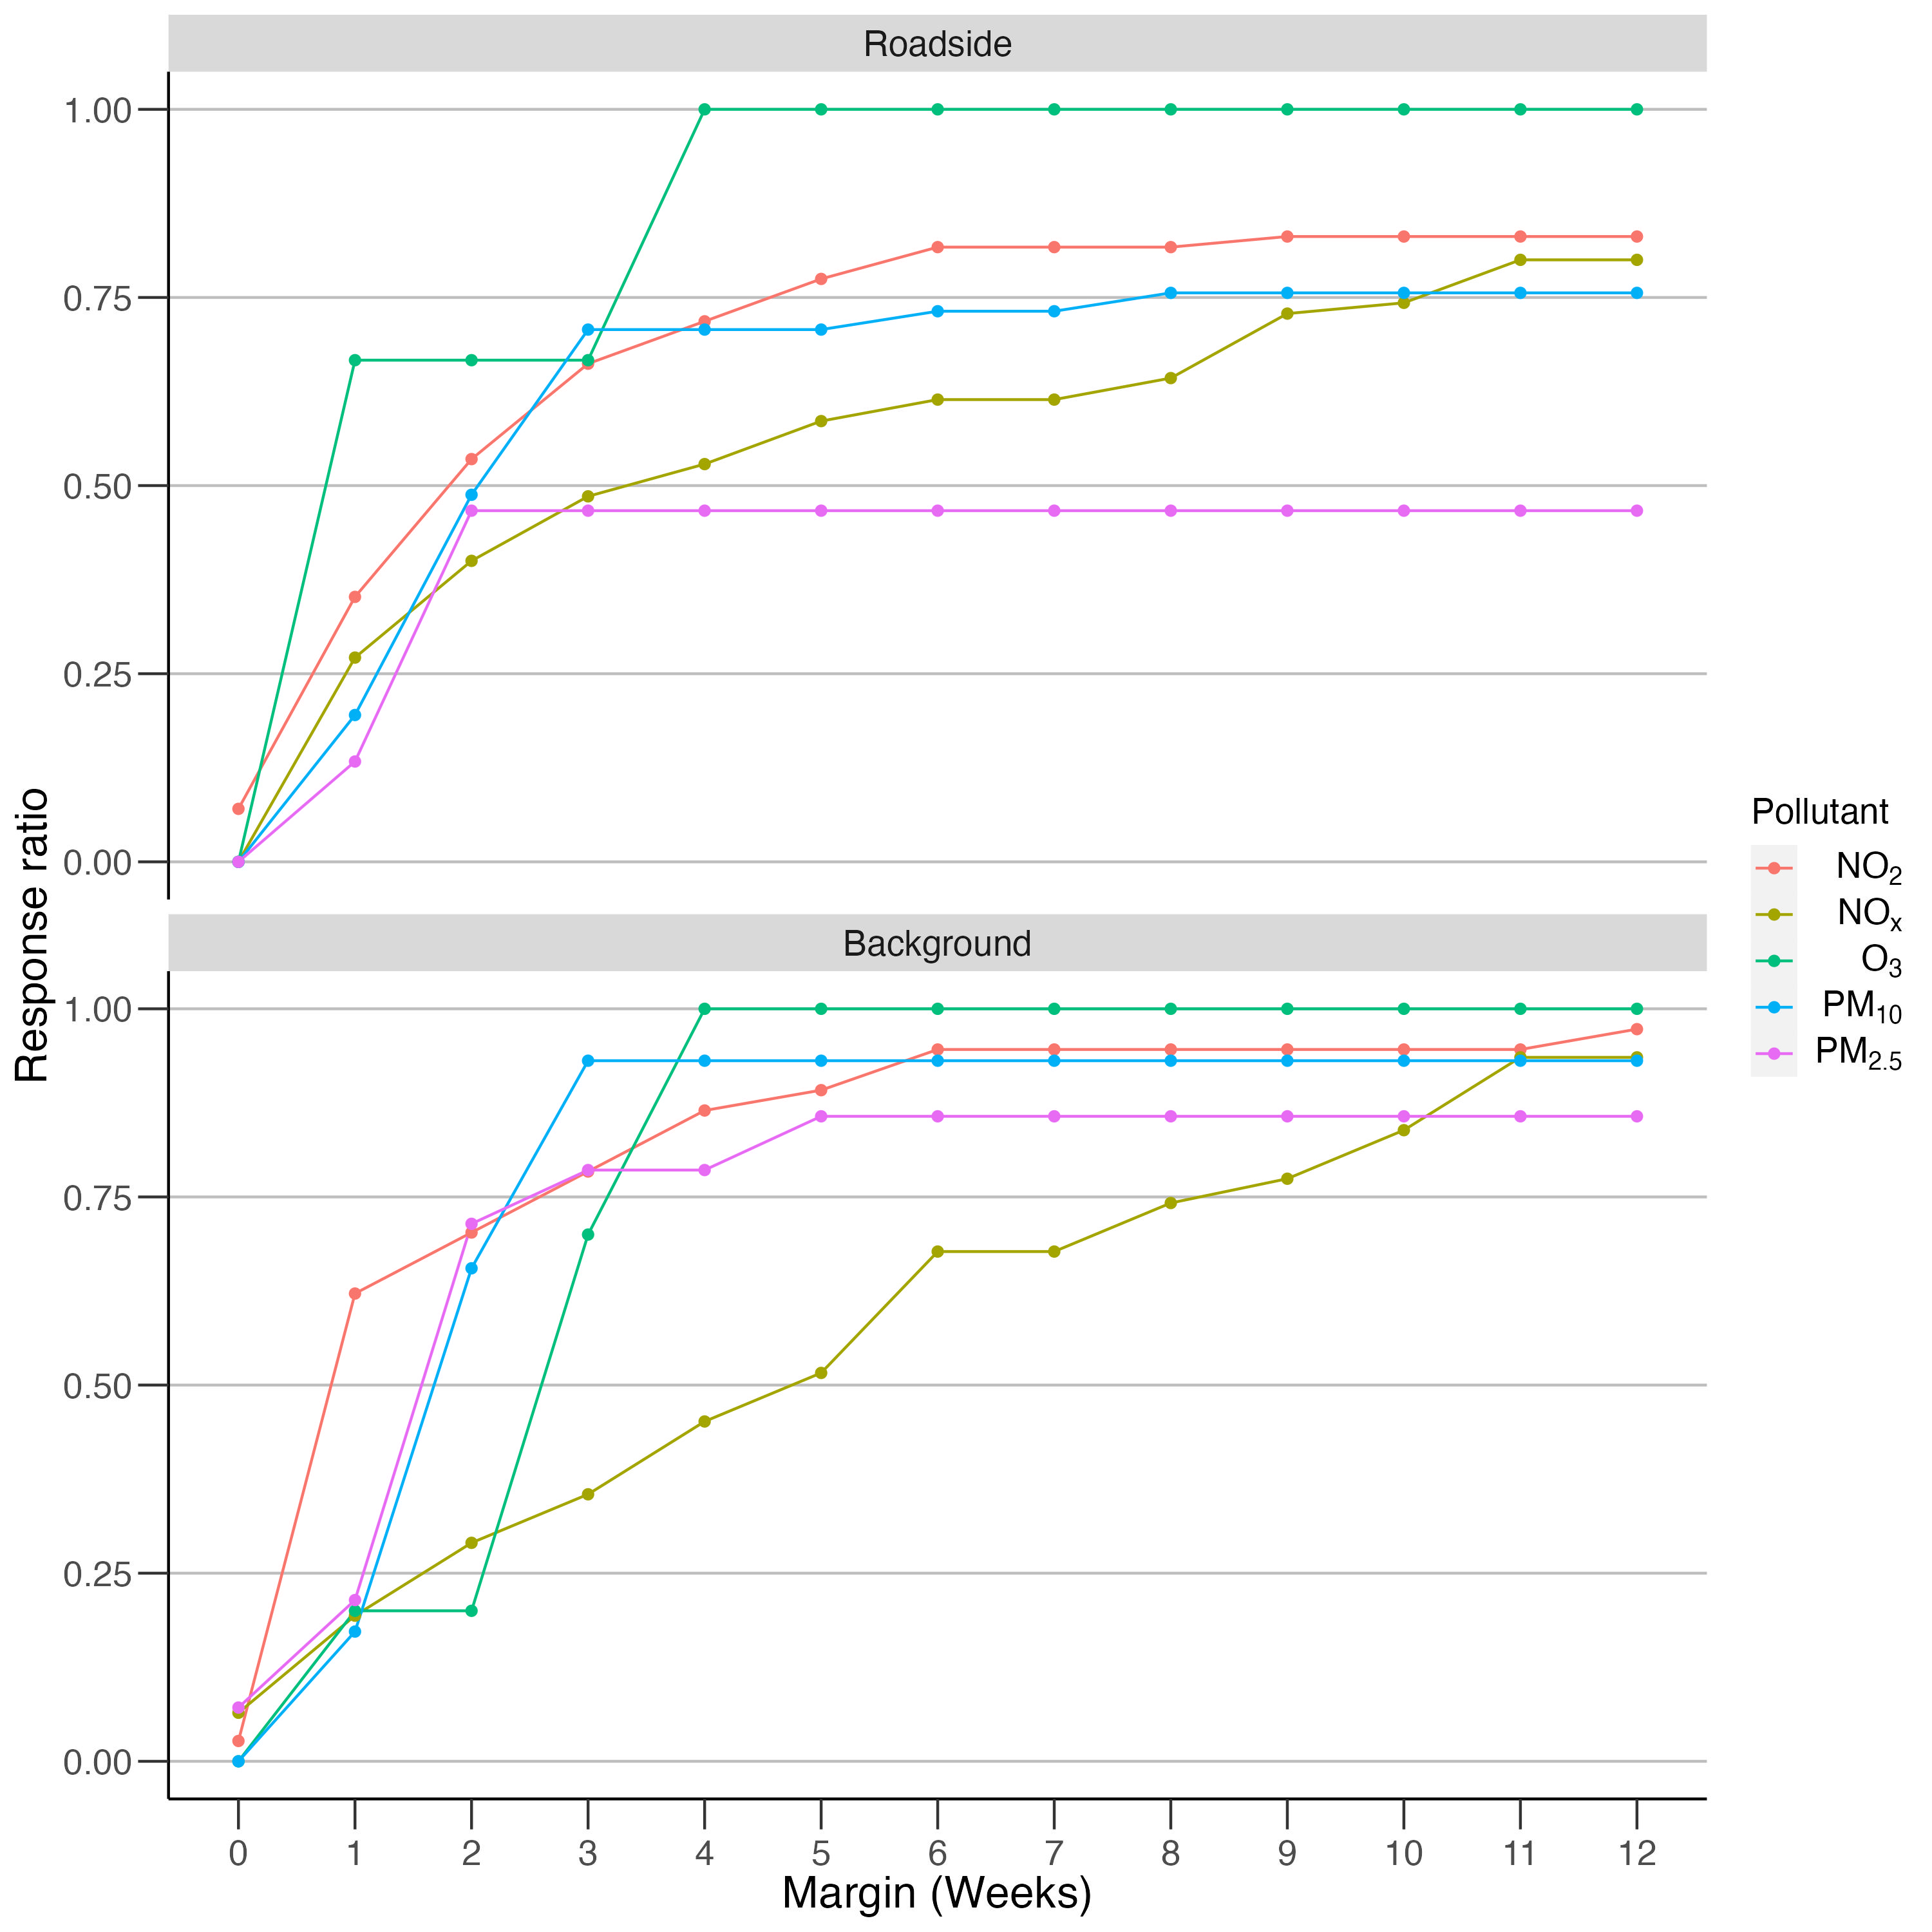 Roadside
1.00
0.75
0.50
0.25
0.00
Response ratio
Background
1.00
0.75
0.50
0.25
0.00
0 1 2 3 4 5 6 7 8 9 10 11 12
Margin (Weeks)
Pollutant
NO₂
NOₓ
O₃
PM₁₀
PM₂.₅